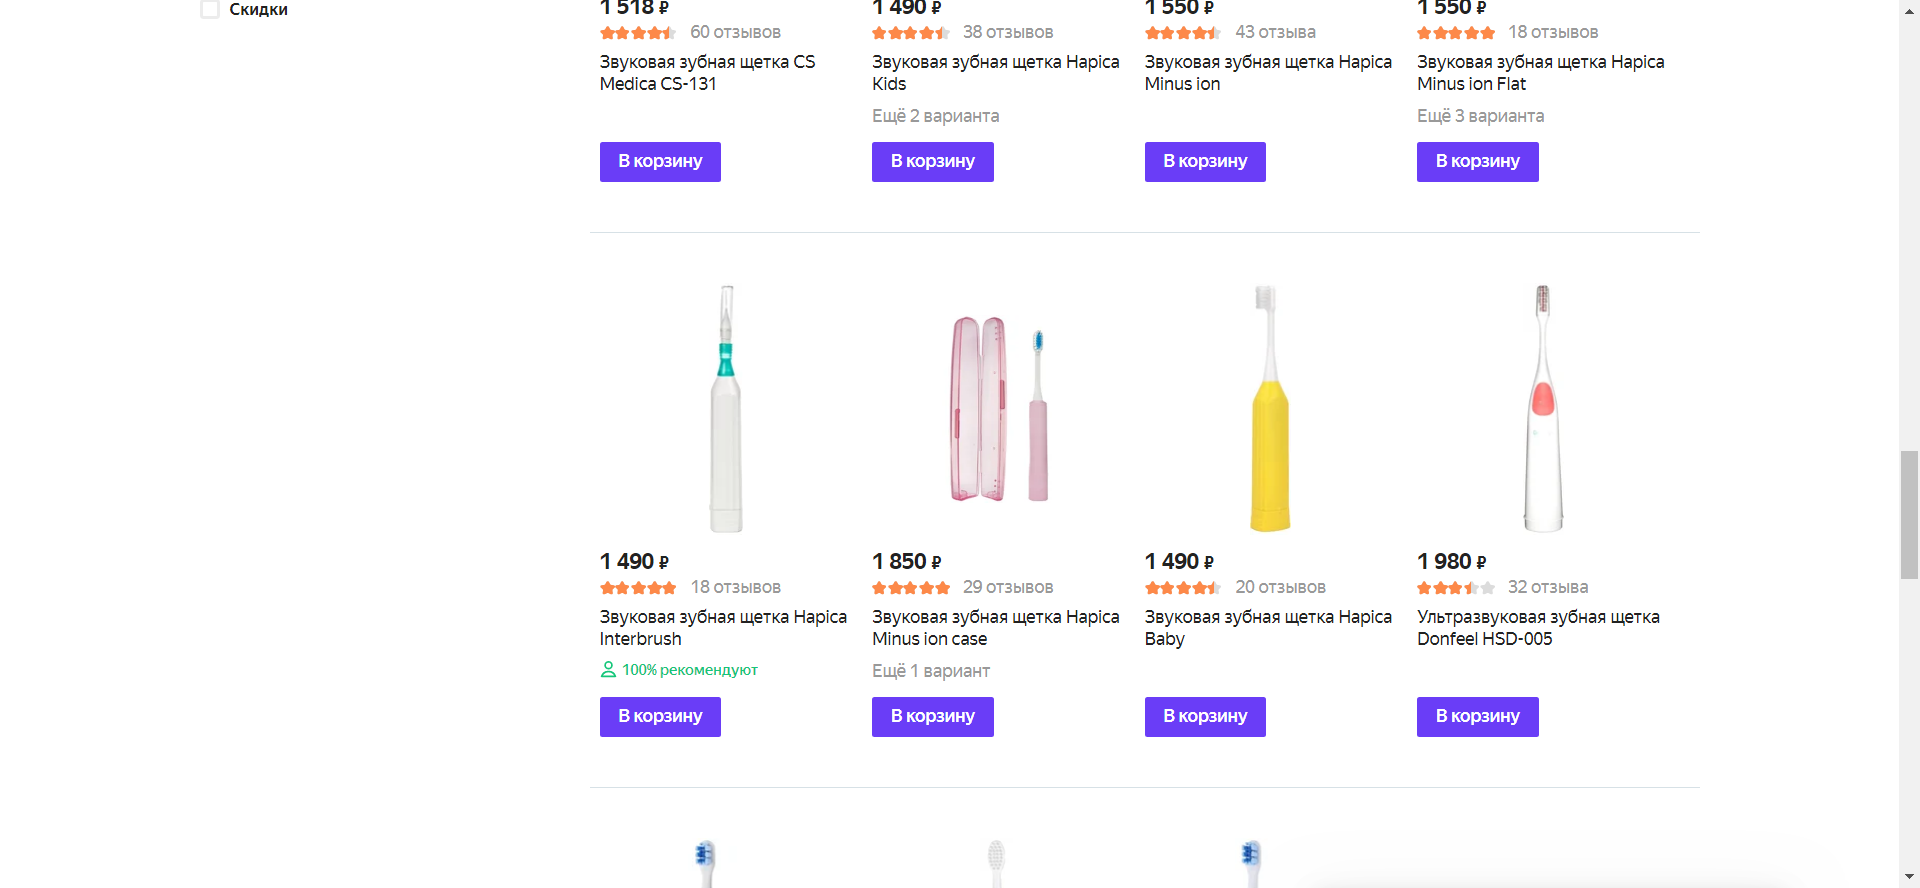 Скидки
1 518 ₽
1 490 ₽
1 550 ₽
1 550 ₽
60 отзывов
38 отзывов
43 отзыва
18 отзывов
Звуковая зубная щетка CS
Medica CS-131
Звуковая зубная щетка Hapica
Kids
Звуковая зубная щетка Hapica
Minus ion
Звуковая зубная щетка Hapica
Minus ion Flat
Ещё 2 варианта
Ещё 3 варианта
В корзину
В корзину
В корзину
В корзину
1 490 ₽
1 850 ₽
1 490 ₽
1 980 ₽
18 отзывов
29 отзывов
20 отзывов
32 отзыва
Звуковая зубная щетка Hapica
Interbrush
Звуковая зубная щетка Hapica
Minus ion case
Звуковая зубная щетка Hapica
Baby
Ультразвуковая зубная щетка
Donfeel HSD-005
100% рекомендуют
Ещё 1 вариант
В корзину
В корзину
В корзину
В корзину